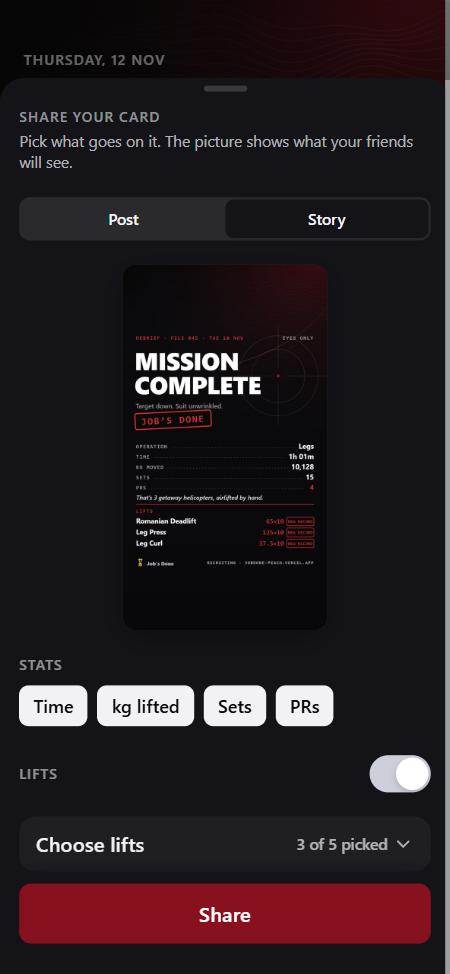 THURSDAY, 12 NOV
SHARE YOUR CARD
Pick what goes on it. The picture shows what your friends
will see.
Post
Story
DEBRIEF · FILE 045 · TUE 10 NOV
EYES ONLY
MISSION
COMPLETE
Target down. Suit unwrinkled.
JOB'S DONE
OPERATION Legs
TIME 1h 01m
KG MOVED 10,128
SETS 15
PRS 4
That's 3 getaway helicopters, airlifted by hand.
LIFTS
Romanian Deadlift 65×10 NEW RECORD
Leg Press 125×10 NEW RECORD
Leg Curl 37.5×10 NEW RECORD
Job's Done
RECRUITING ·
STATS
Time
kg lifted
Sets
PRs
LIFTS
Choose lifts
3 of 5 picked
Share